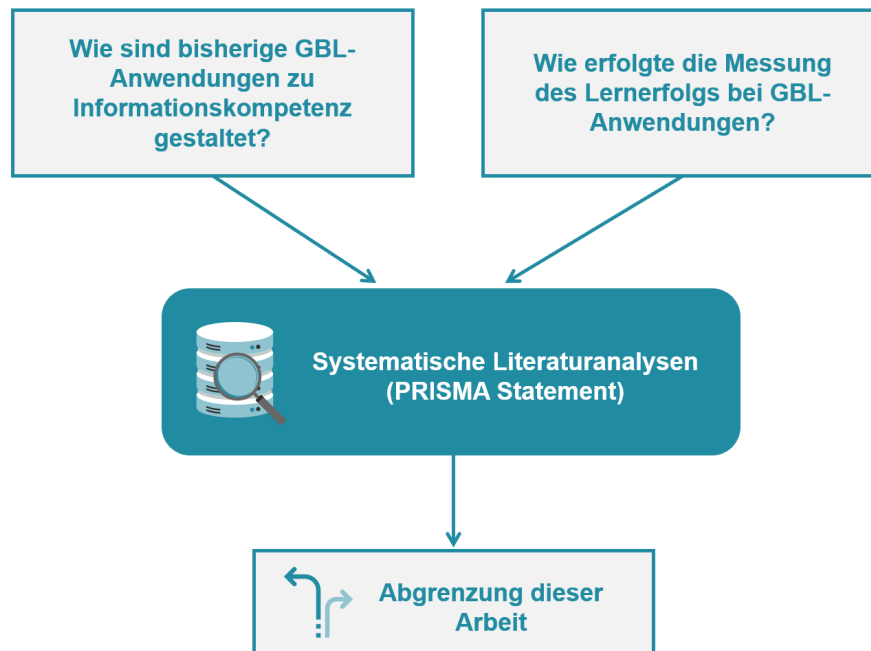 Wie sind bisherige GBL-
Anwendungen zu
Informationskompetenz
gestaltet?
Wie erfolgte die Messung
des Lernerfolgs bei GBL-
Anwendungen?
Systematische Literaturanalysen
(PRISMA Statement)
Abgrenzung dieser
Arbeit